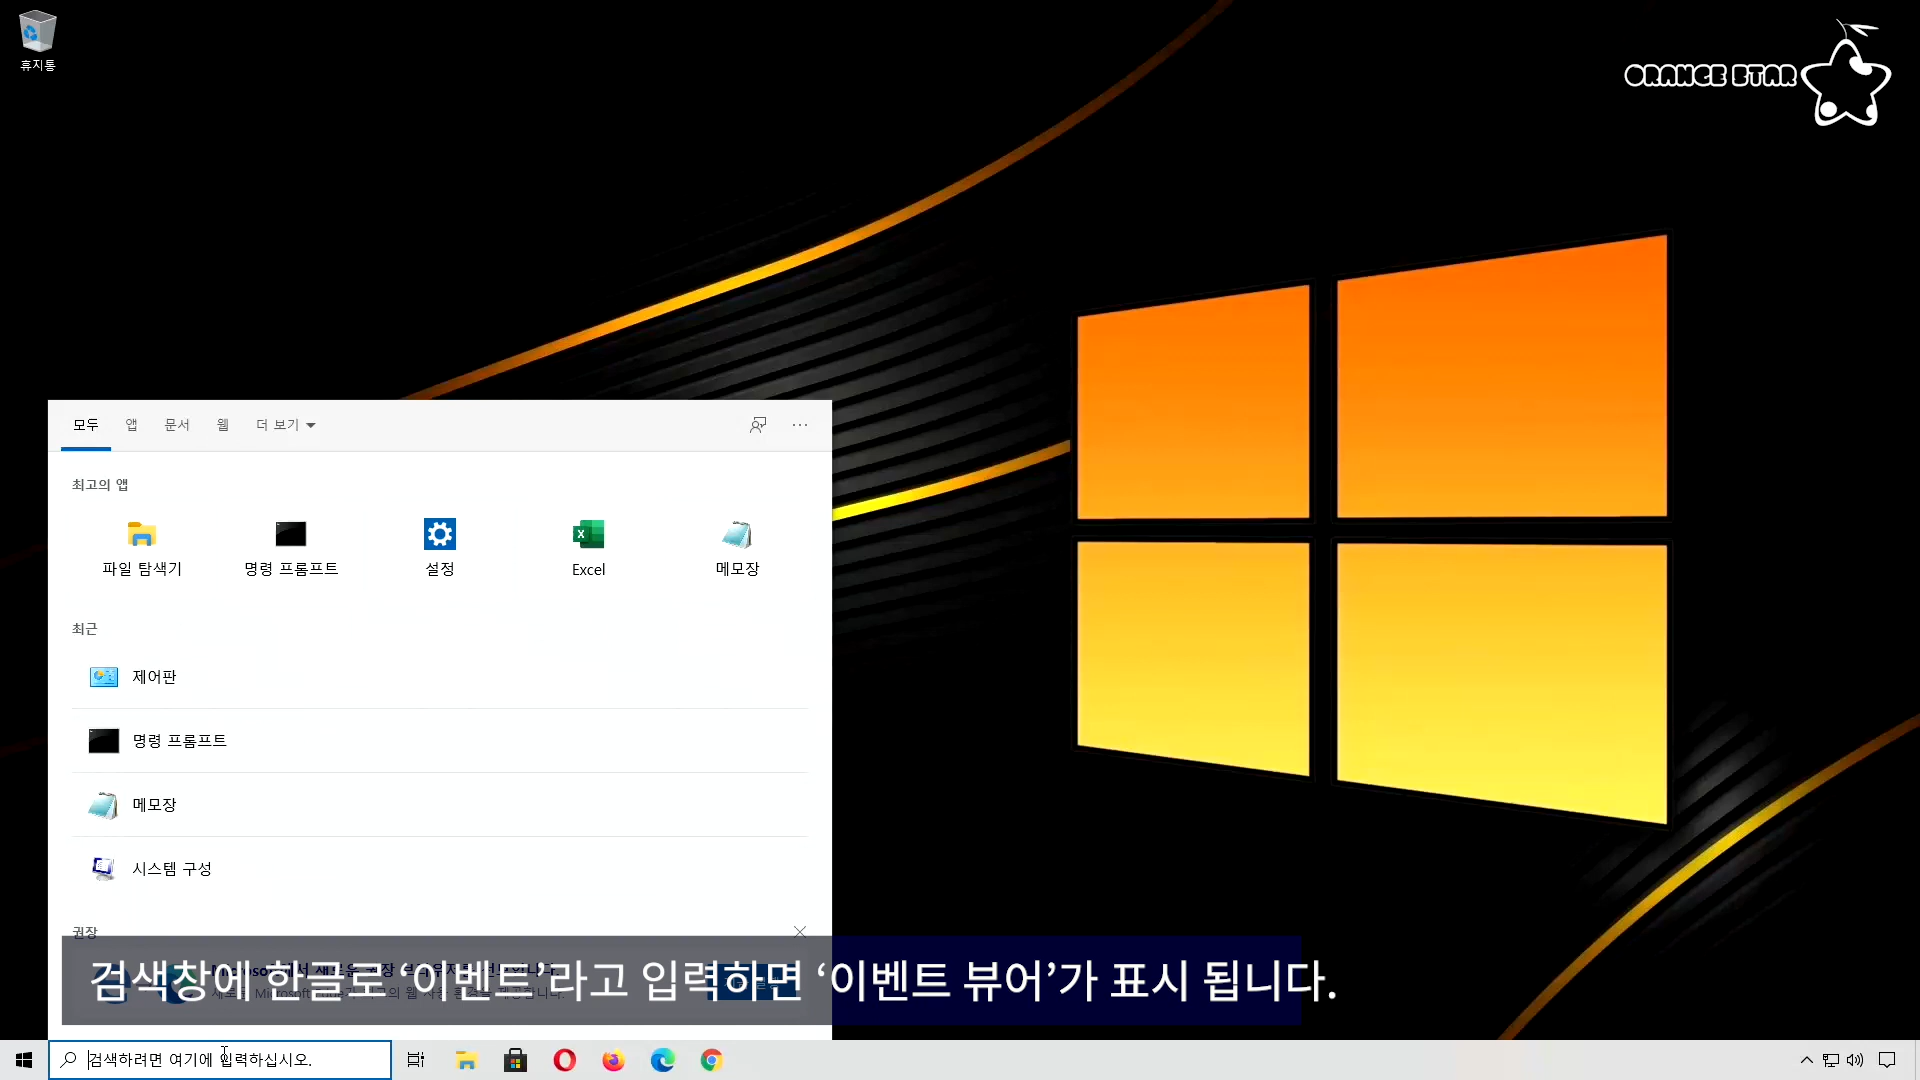 휴지통
ORANGE STAR
모두 앱 문서 웹 더 보기
최고의 앱
파일 탐색기 명령 프롬프트 설정 Excel 메모장
최근
제어판
명령 프롬프트
메모장
시스템 구성
권장
검색창에 한글로 ‘이벤트’라고 입력하면 ‘이벤트 뷰어’가 표시 됩니다.
검색하려면 여기에 입력하십시오.